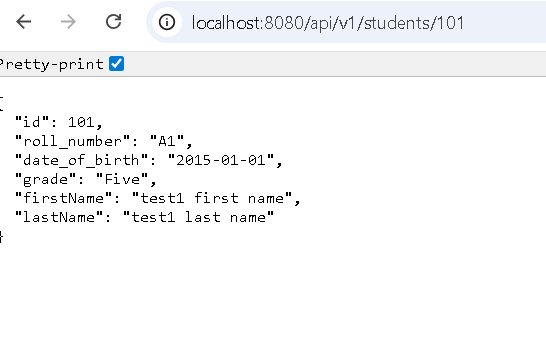 localhost:8080/api/v1/students/101
Pretty-print
{
"id": 101,
"roll_number": "A1",
"date_of_birth": "2015-01-01",
"grade": "Five",
"firstName": "test1 first name",
"lastName": "test1 last name"
}